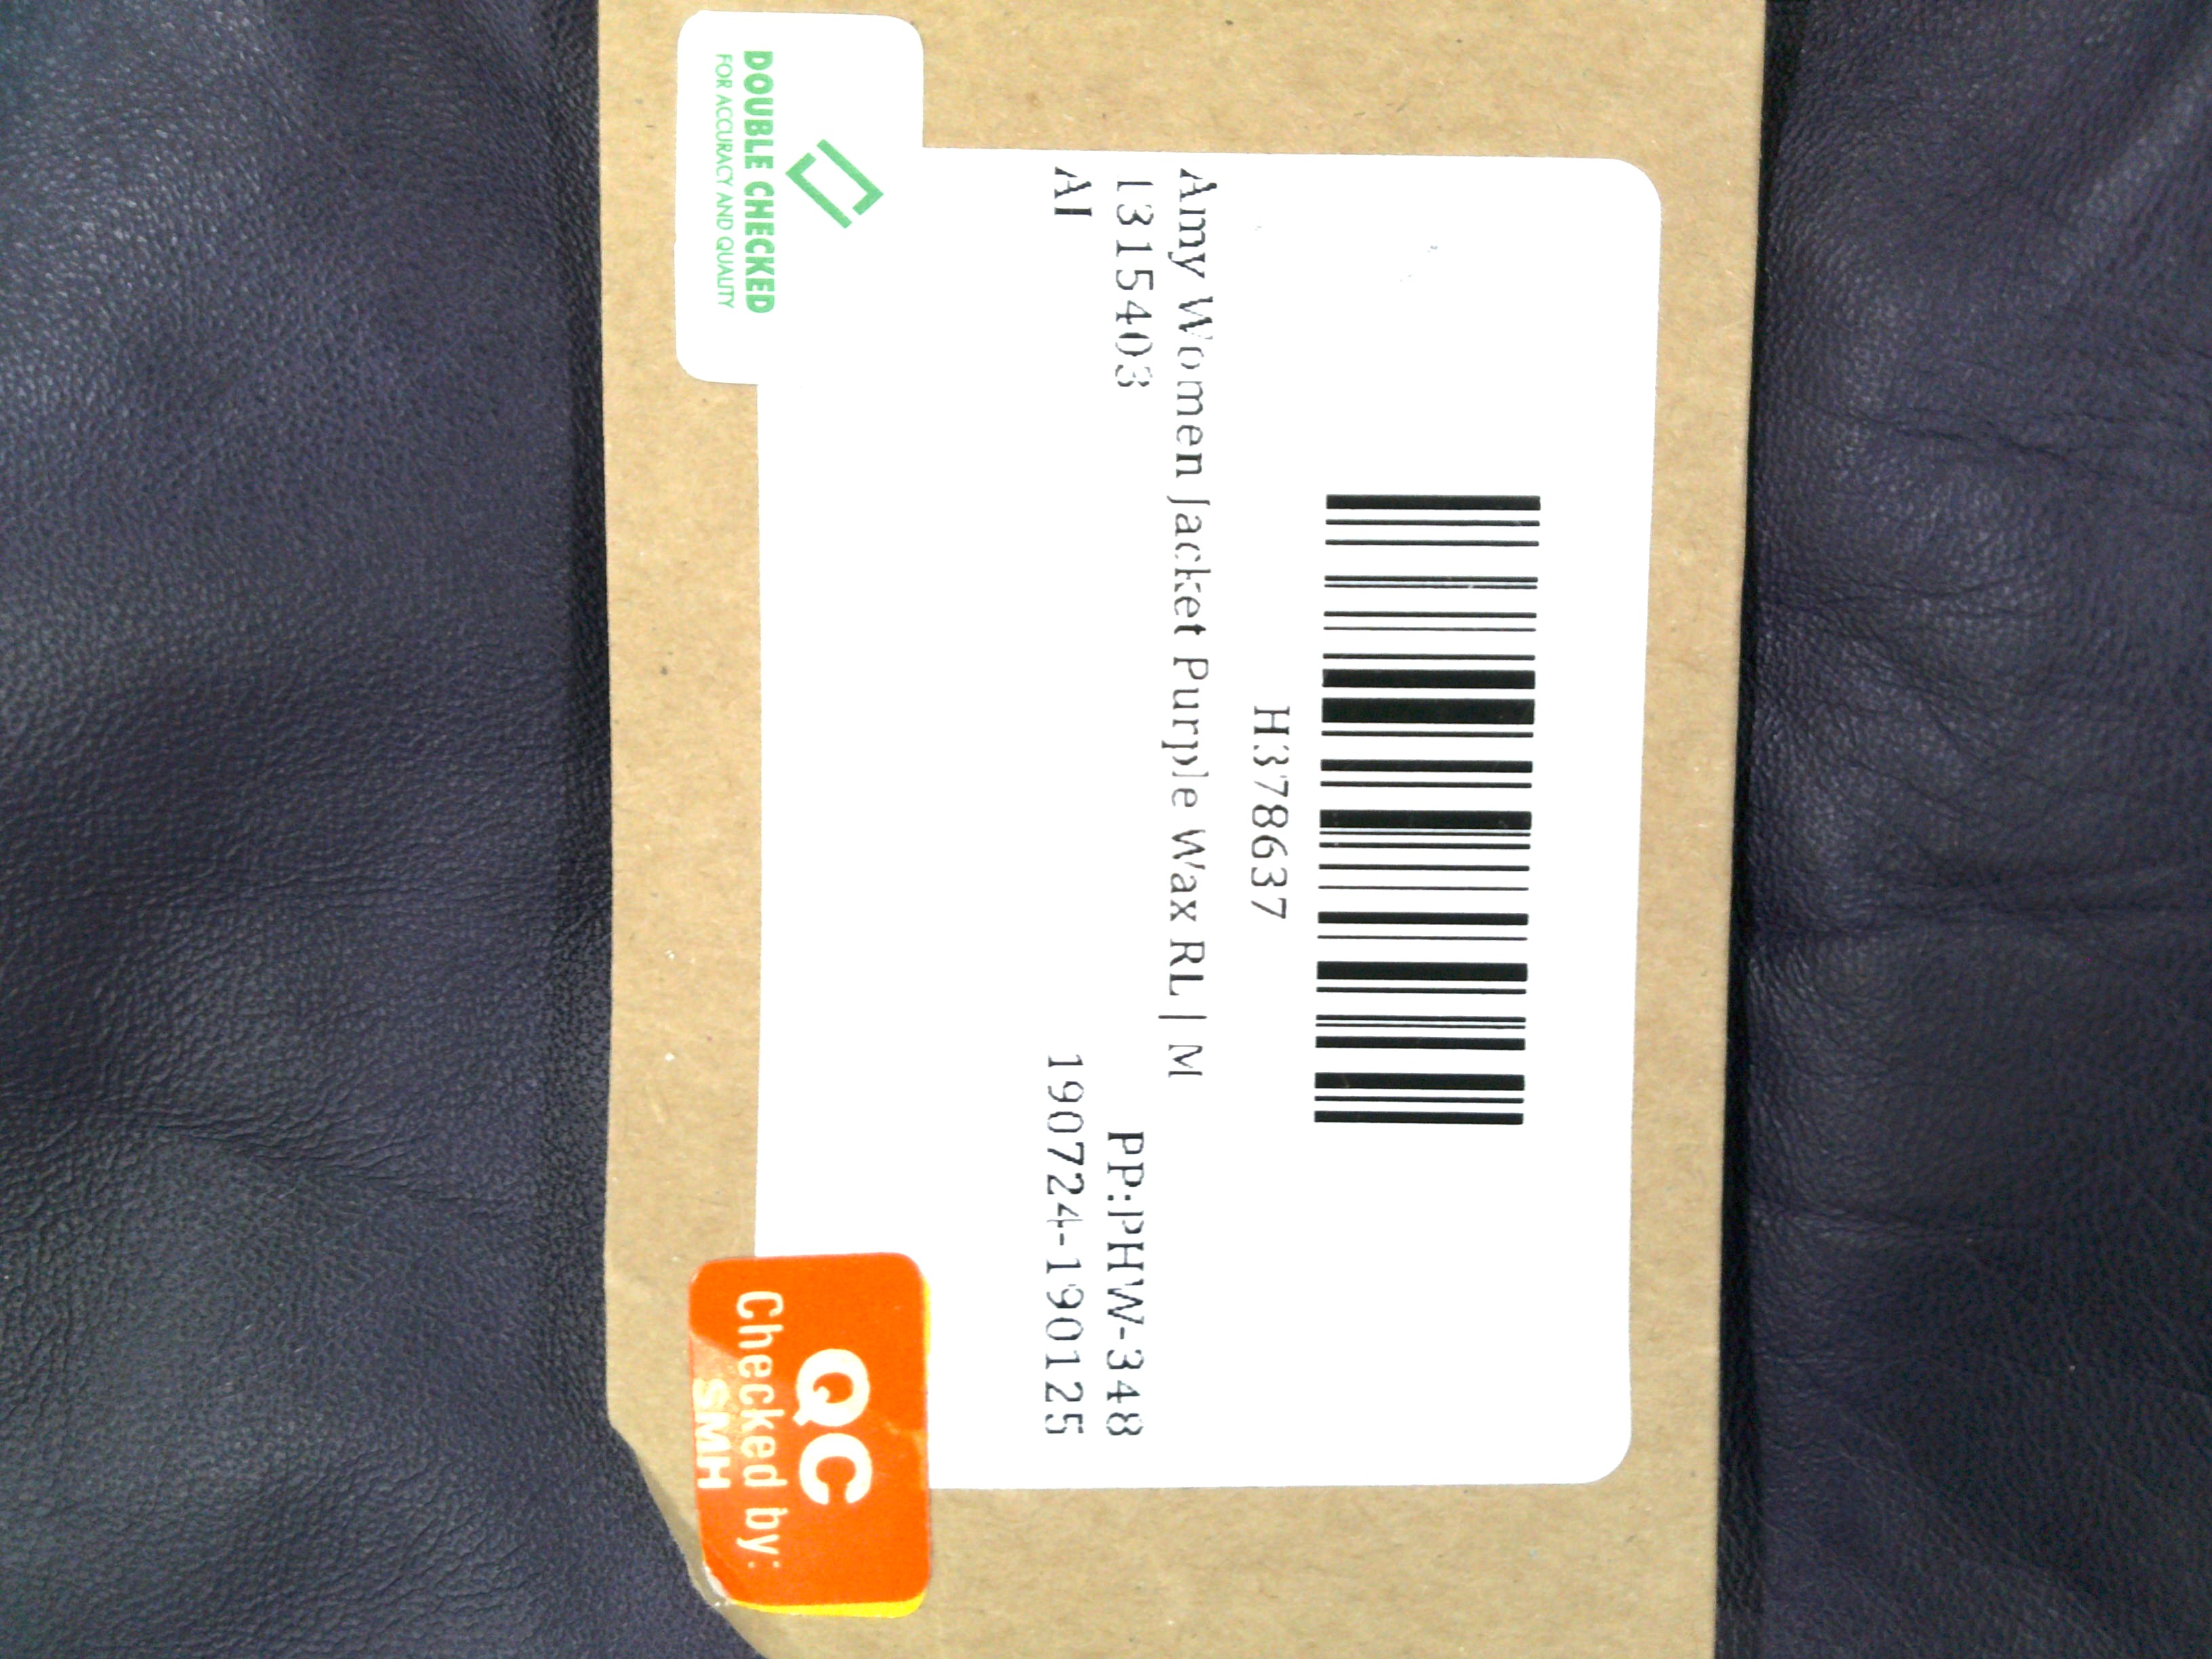 H378637
Amy Women Jacket Purple Wax RL | M
1315403
PP:PHW-348
AI
190724-190125
DOUBLE CHECKED
FOR ACCURACY AND QUALITY
QC
Checked by:
SMH